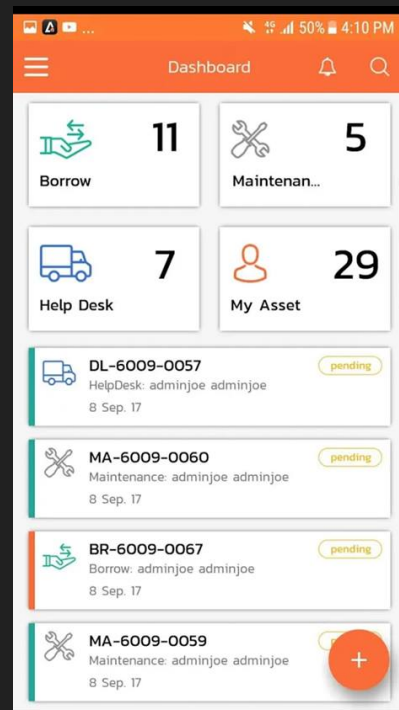 ... 4G 50% 4:10 PM
Dashboard
11 5
Borrow Maintenan...
7 29
Help Desk My Asset
DL-6009-0057 pending
HelpDesk: adminjoe adminjoe
8 Sep. 17
MA-6009-0060 pending
Maintenance: adminjoe adminjoe
8 Sep. 17
BR-6009-0067 pending
Borrow: adminjoe adminjoe
8 Sep. 17
MA-6009-0059
Maintenance: adminjoe adminjoe
8 Sep. 17
+